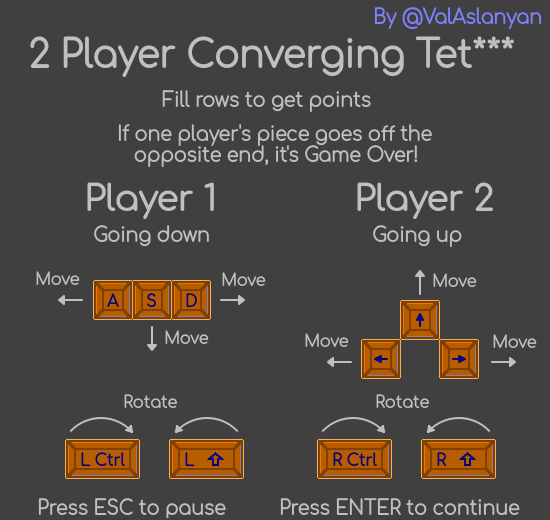 By @ValAslanyan
2 Player Converging Tet***
Fill rows to get points
If one player's piece goes off the
opposite end, it's Game Over!
Player 1
Player 2
Going down
Going up
Move
A S D
Move
Move
Move
Move
Move
Rotate
Rotate
L Ctrl
L
R Ctrl
R
Press ESC to pause
Press ENTER to continue